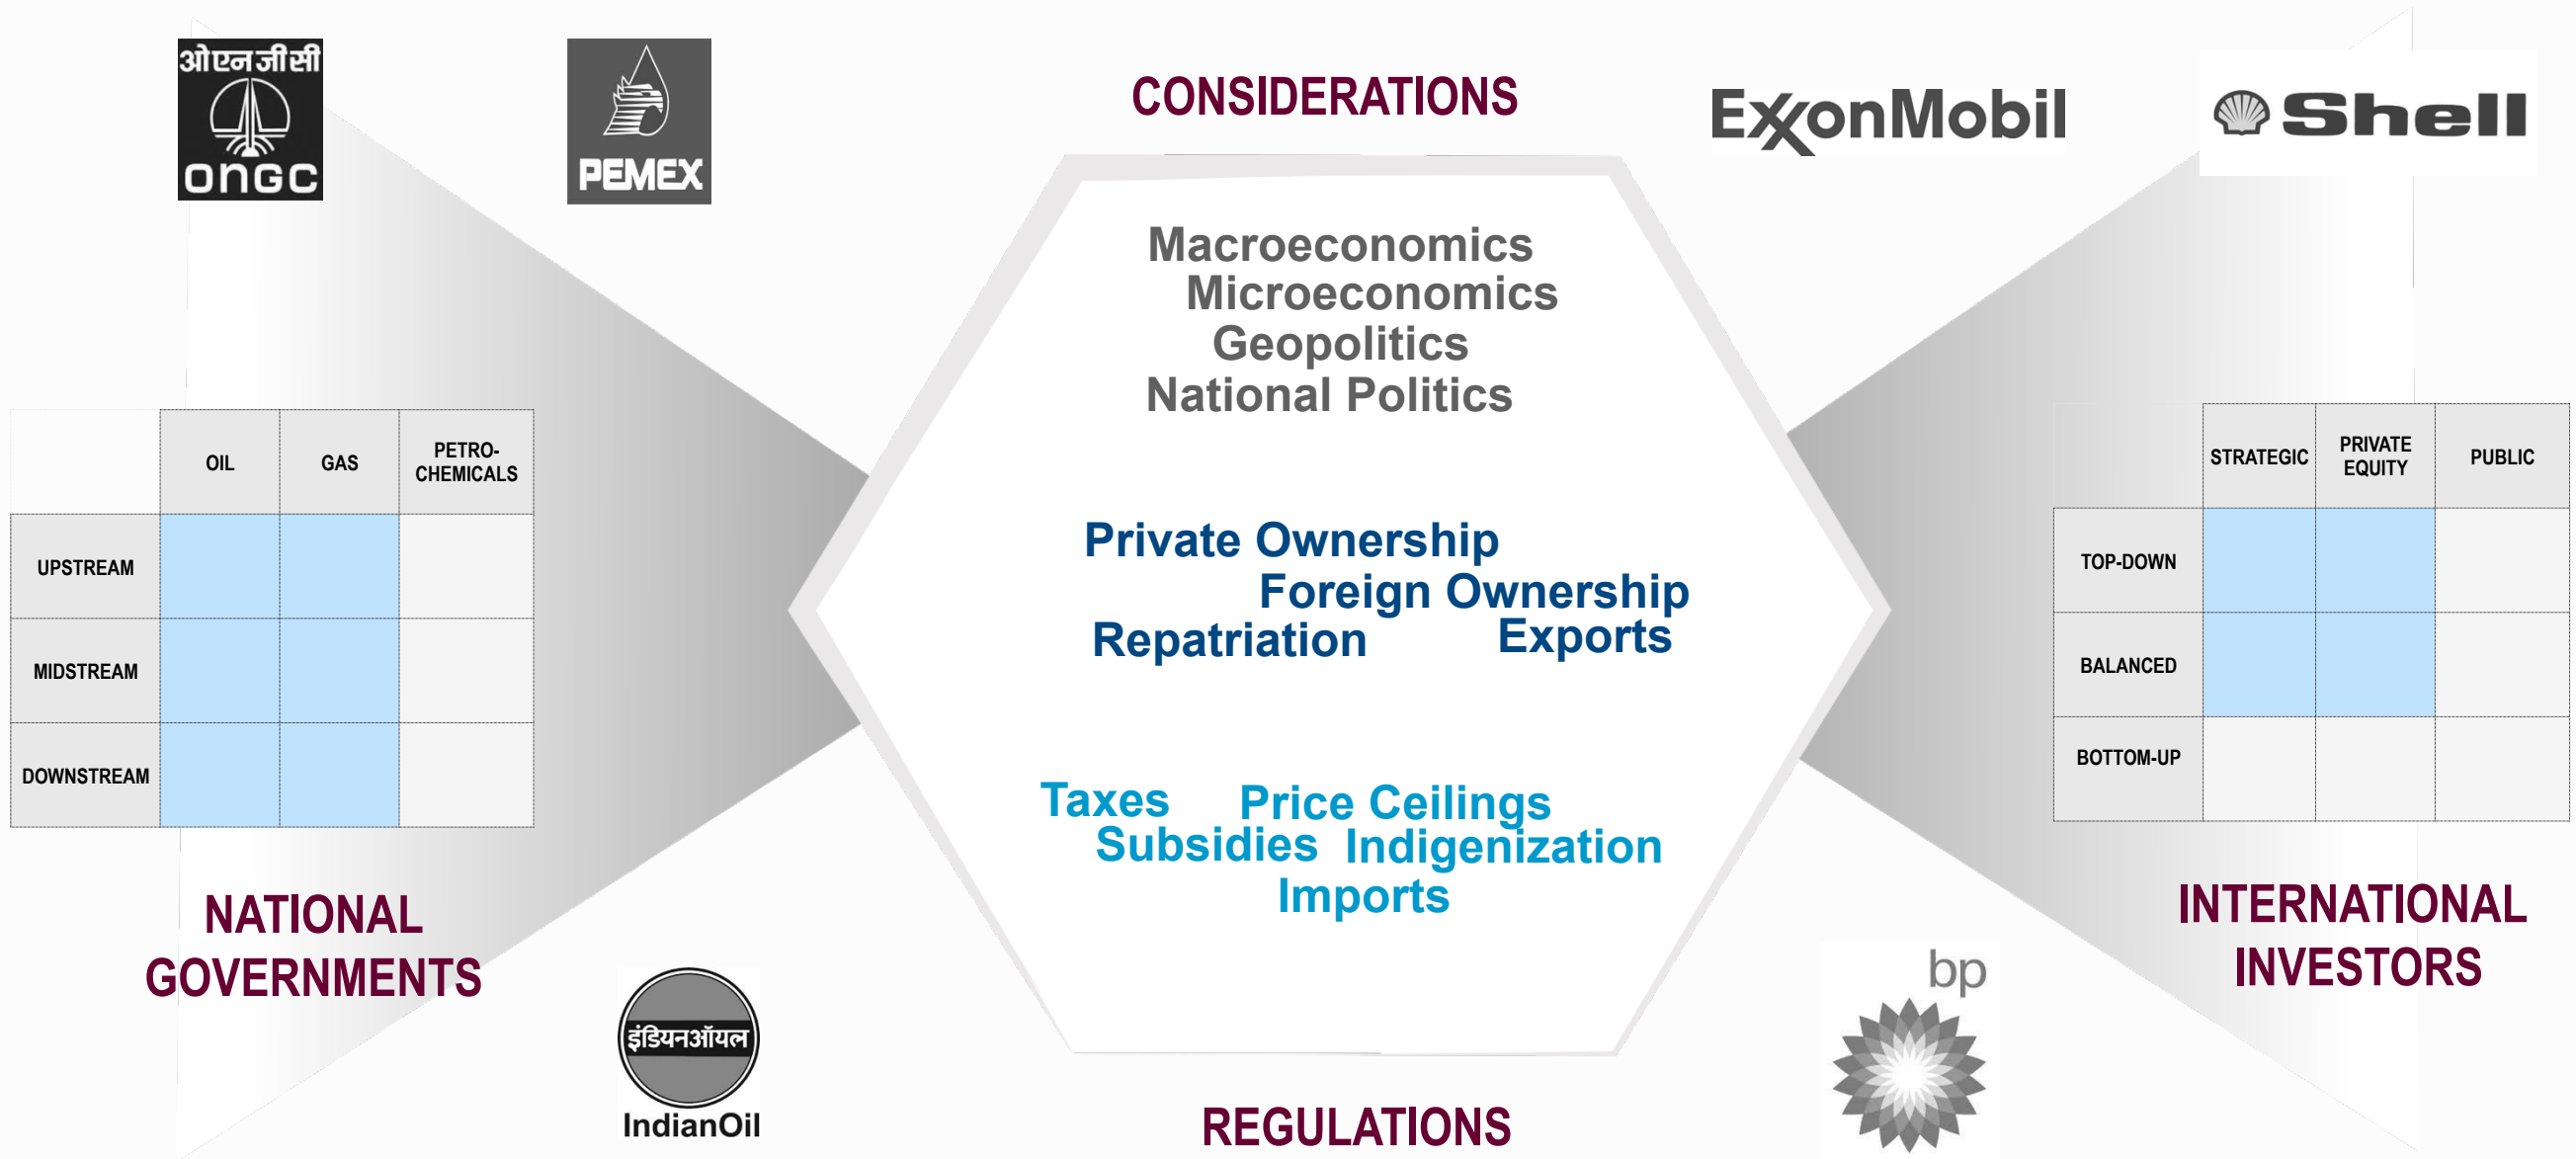 ओएनजीसी
ONGC
PEMEX
CONSIDERATIONS
ExxonMobil
Shell
Macroeconomics
Microeconomics
Geopolitics
National Politics
OIL
GAS
PETRO-
CHEMICALS
UPSTREAM
MIDSTREAM
DOWNSTREAM
STRATEGIC
PRIVATE
EQUITY
PUBLIC
TOP-DOWN
BALANCED
BOTTOM-UP
Private Ownership
Foreign Ownership
Repatriation
Exports
Taxes
Price Ceilings
Subsidies
Indigenization
Imports
NATIONAL
GOVERNMENTS
INTERNATIONAL
INVESTORS
इंडियनऑयल
IndianOil
REGULATIONS
bp